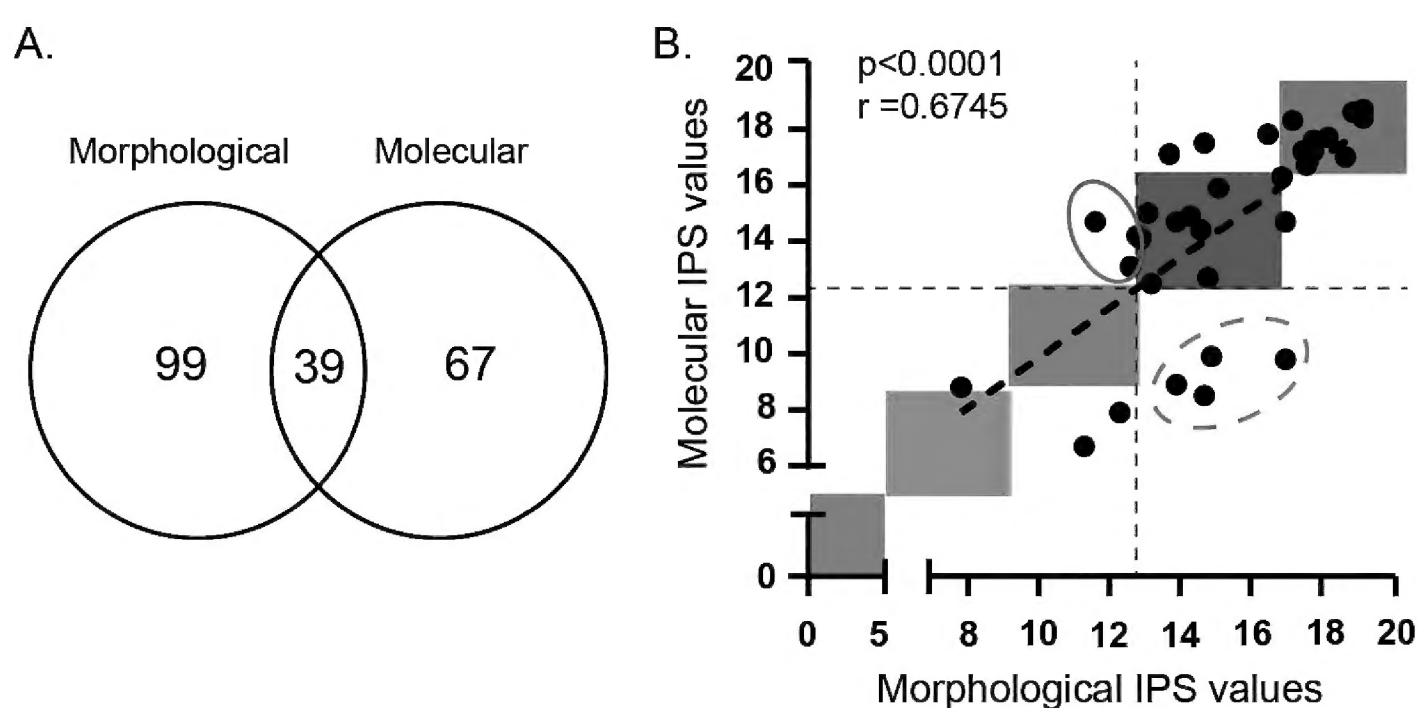 A.
Morphological
Molecular
99
39
67
B.
p<0.0001
r =0.6745
Molecular IPS values
20
18
16
14
12
10
8
6
0
0 5 8 10 12 14 16 18 20
Morphological IPS values